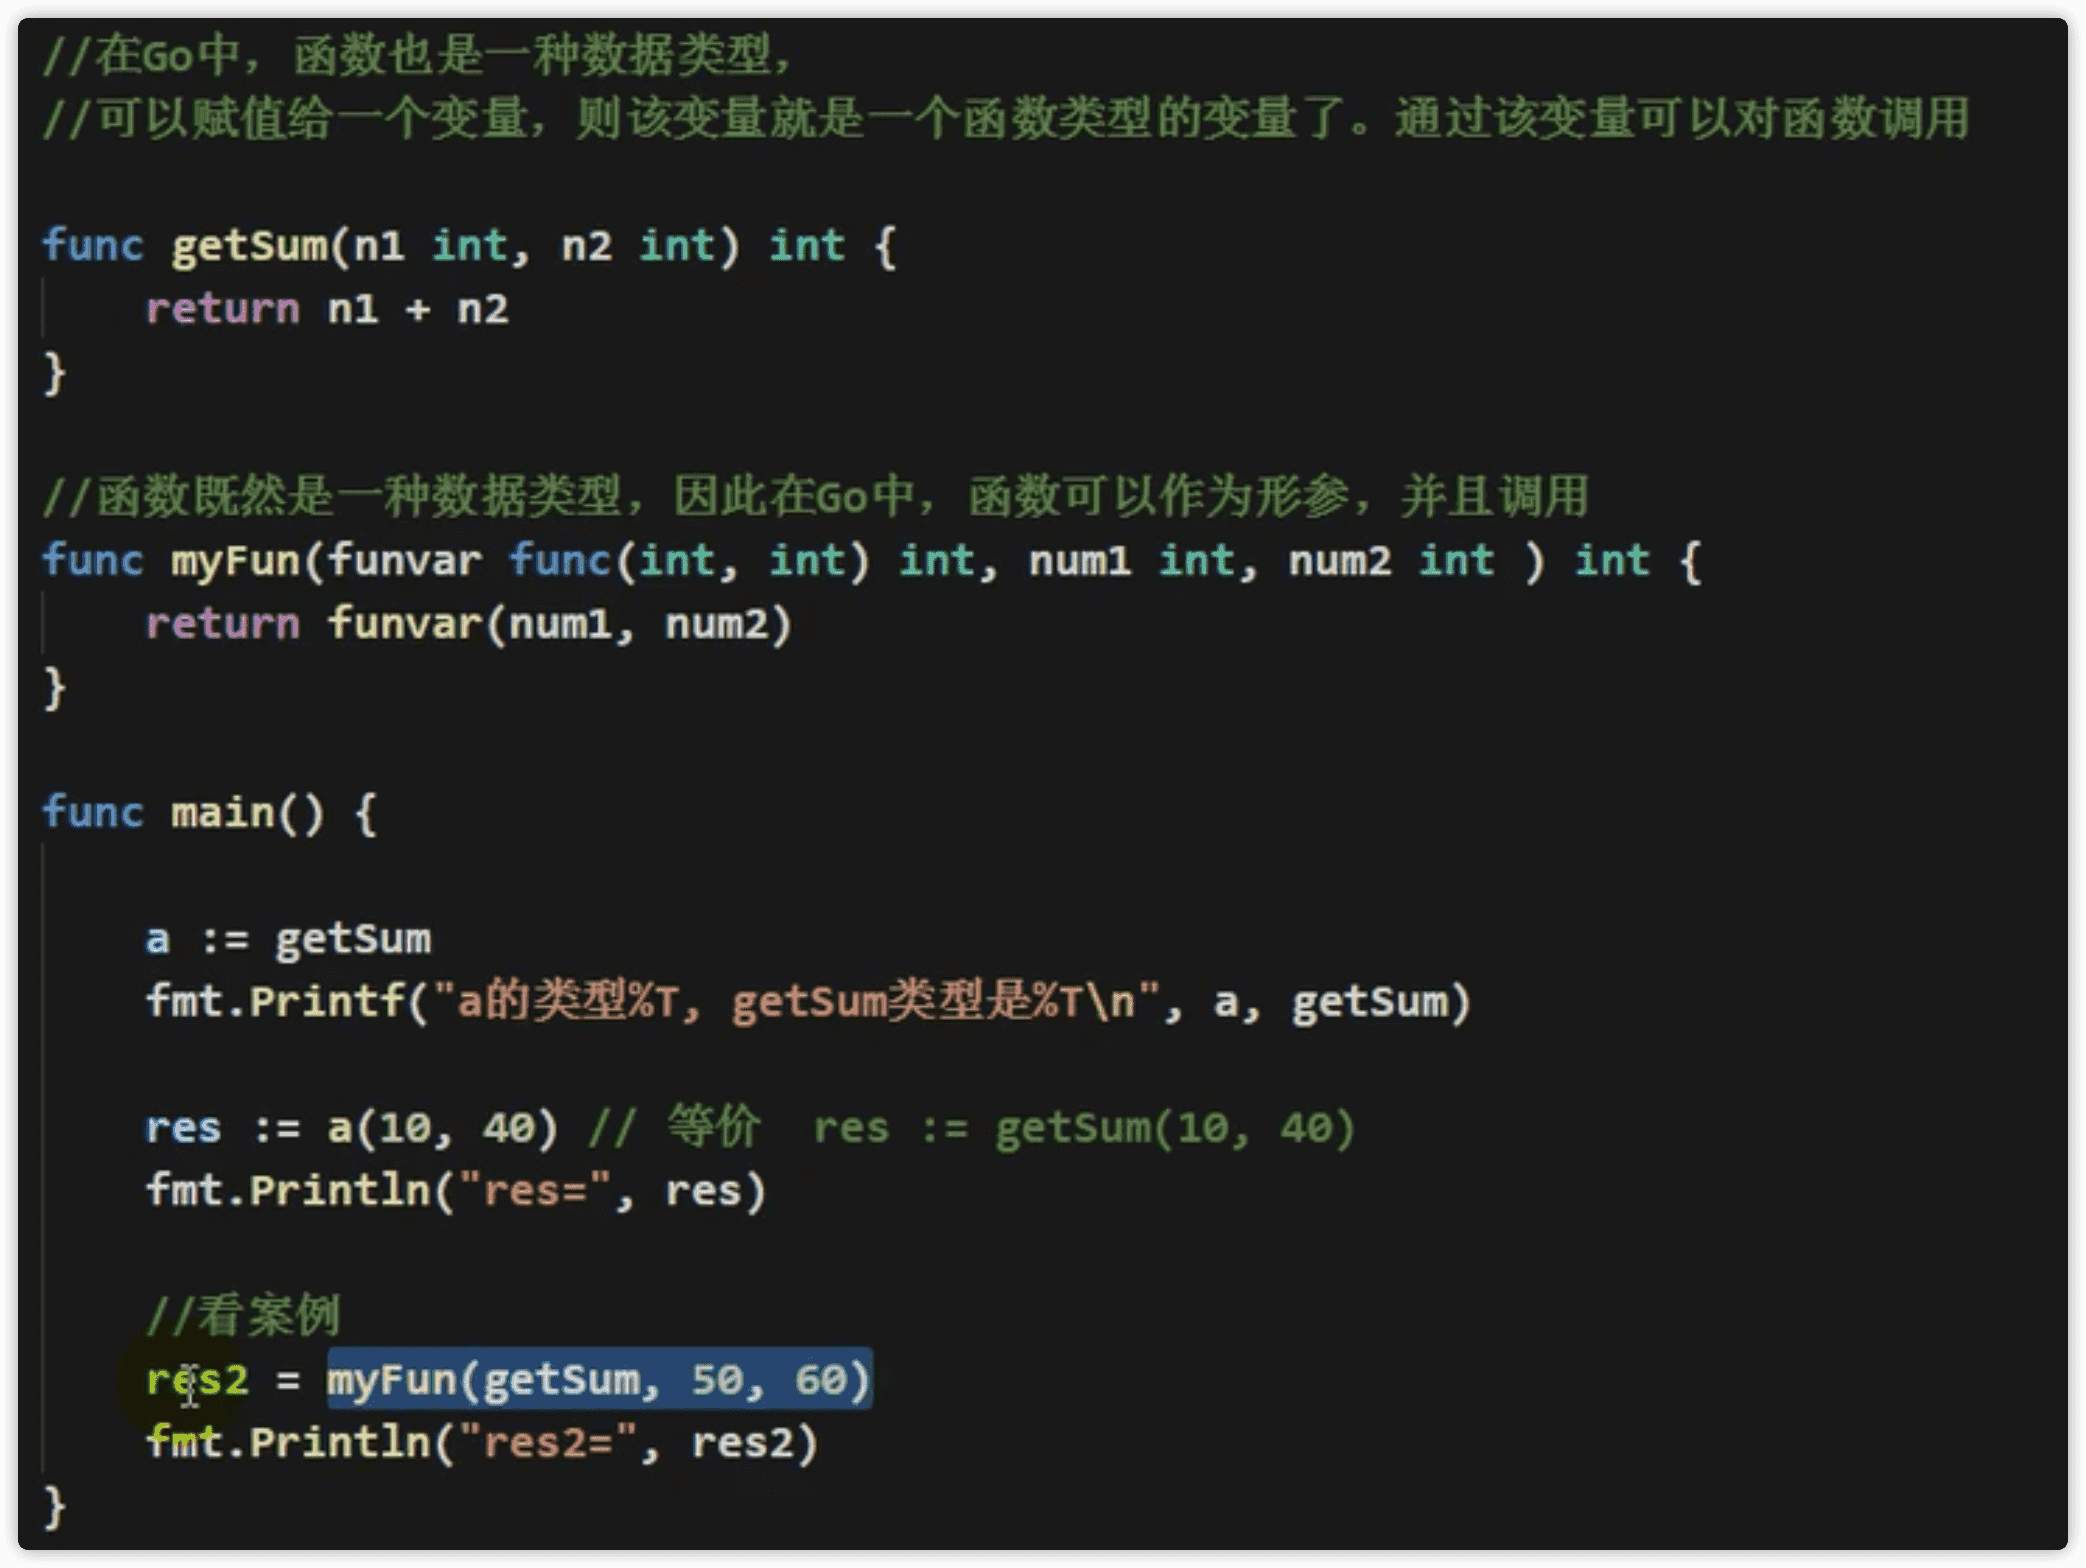 //在Go中，函数也是一种数据类型，
//可以赋值给一个变量，则该变量就是一个函数类型的变量了。通过该变量可以对函数调用
func getSum(n1 int, n2 int) int {
return n1 + n2
}
//函数既然是一种数据类型，因此在Go中，函数可以作为形参，并且调用
func myFun(funvar func(int, int) int, num1 int, num2 int ) int {
return funvar(num1, num2)
}
func main() {
a := getSum
fmt.Printf("a的类型%T, getSum类型是%T\n", a, getSum)
res := a(10, 40) // 等价  res := getSum(10, 40)
fmt.Println("res=", res)
//看案例
res2 = myFun(getSum, 50, 60)
fmt.Println("res2=", res2)
}